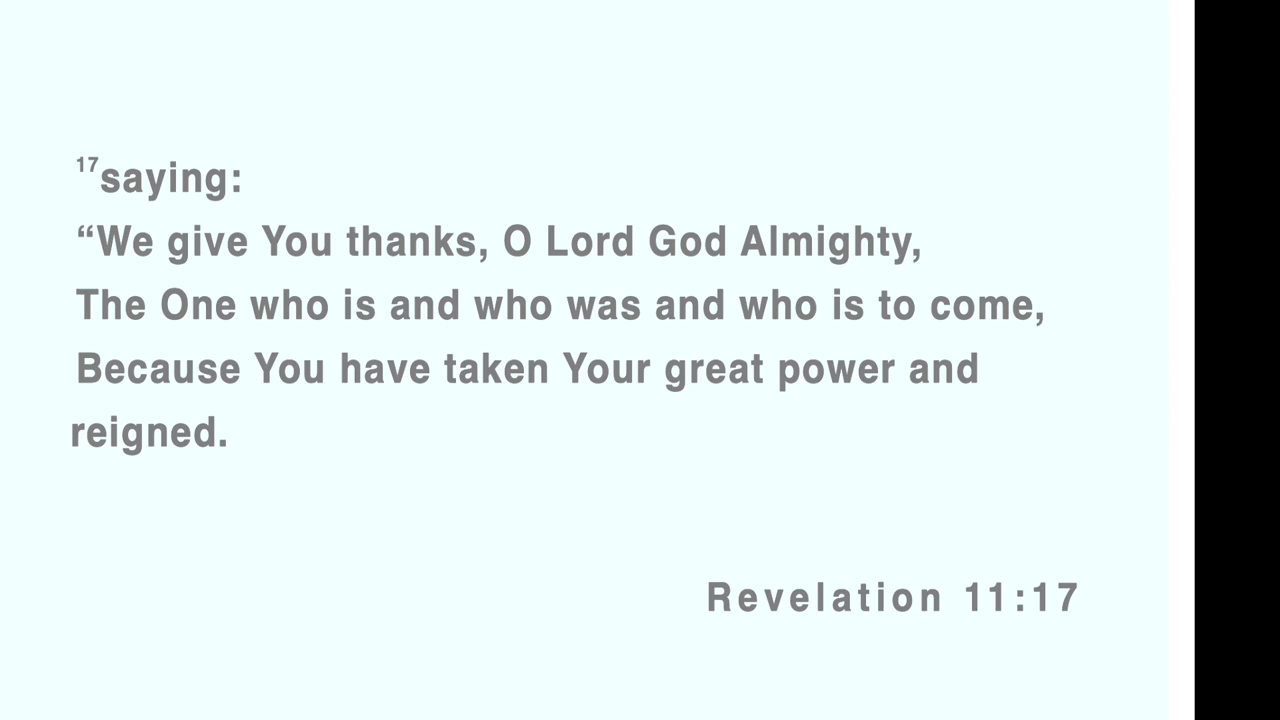 17saying:
“We give You thanks, O Lord God Almighty,
The One who is and who was and who is to come,
Because You have taken Your great power and
reigned.
Revelation 11:17